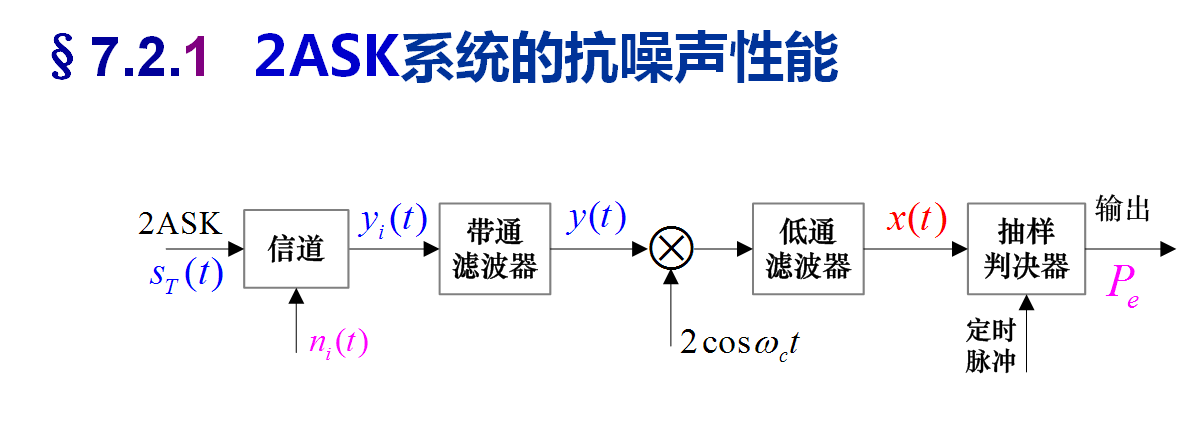 § 7.2.1 2ASK系统的抗噪声性能
2ASK
s_T(t)
信道
n_i(t)
y_i(t)
带通
滤波器
y(t)
2cosω_c t
低通
滤波器
x(t)
抽样
判决器
定时
脉冲
输出
P_e